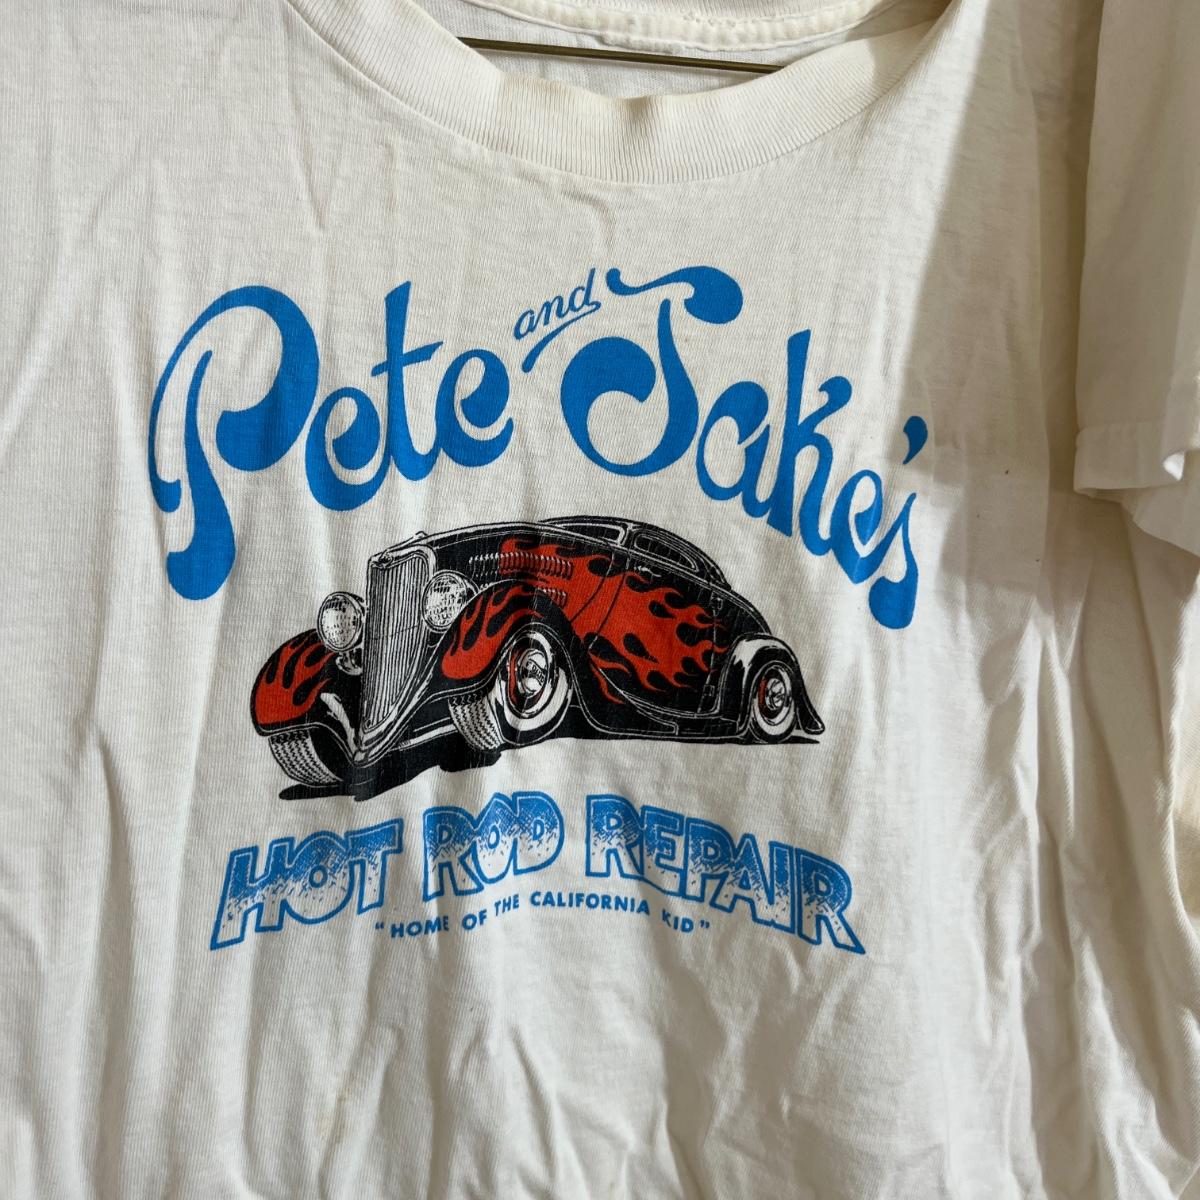 Pete and Jake's
HOT ROD REPAIR
"HOME OF THE CALIFORNIA KID"